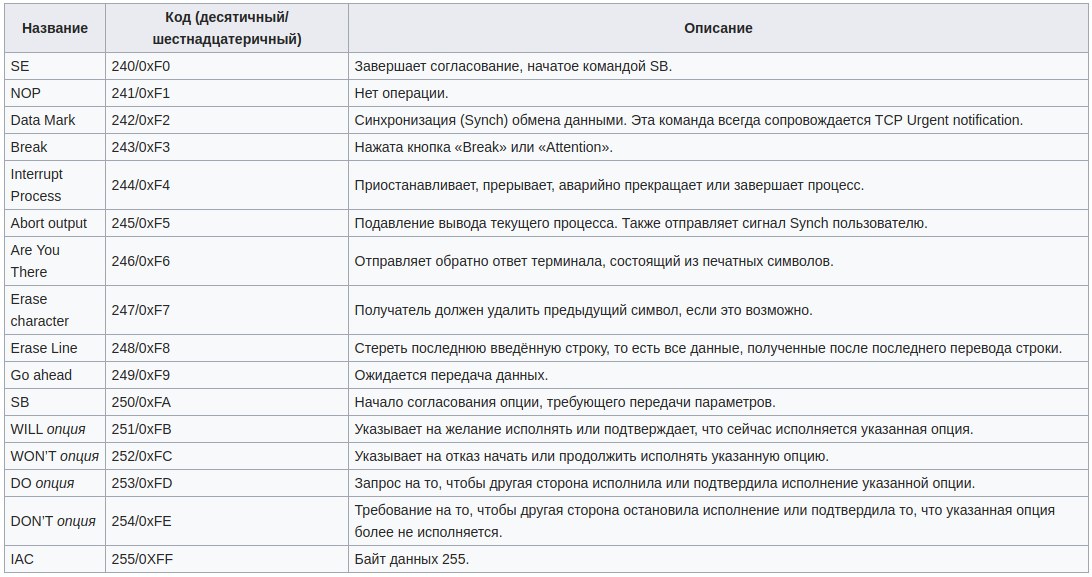 Название Код (десятичный/
шестнадцатеричный) Описание
SE 240/0xF0 Завершает согласование, начатое командой SB.
NOP 241/0xF1 Нет операции.
Data Mark 242/0xF2 Синхронизация (Synch) обмена данными. Эта команда всегда сопровождается TCP Urgent notification.
Break 243/0xF3 Нажата кнопка «Break» или «Attention».
Interrupt
Process 244/0xF4 Приостанавливает, прерывает, аварийно прекращает или завершает процесс.
Abort output 245/0xF5 Подавление вывода текущего процесса. Также отправляет сигнал Synch пользователю.
Are You
There 246/0xF6 Отправляет обратно ответ терминала, состоящий из печатных символов.
Erase
character 247/0xF7 Получатель должен удалить предыдущий символ, если это возможно.
Erase Line 248/0xF8 Стереть последнюю введённую строку, то есть все данные, полученные после последнего перевода строки.
Go ahead 249/0xF9 Ожидается передача данных.
SB 250/0xFA Начало согласования опции, требующего передачи параметров.
WILL опция 251/0xFB Указывает на желание исполнять или подтверждает, что сейчас исполняется указанная опция.
WON’T опция 252/0xFC Указывает на отказ начать или продолжить исполнять указанную опцию.
DO опция 253/0xFD Запрос на то, чтобы другая сторона исполнила или подтвердила исполнение указанной опции.
DON’T опция 254/0xFE Требование на то, чтобы другая сторона остановила исполнение или подтвердила то, что указанная опция
более не исполняется.
IAC 255/0XFF Байт данных 255.